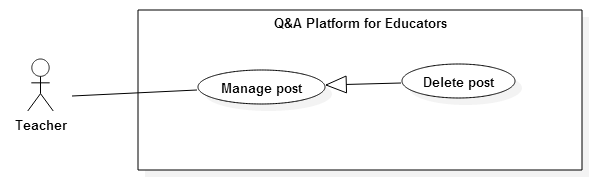 Q&A Platform for Educators
Manage post
Delete post
Teacher